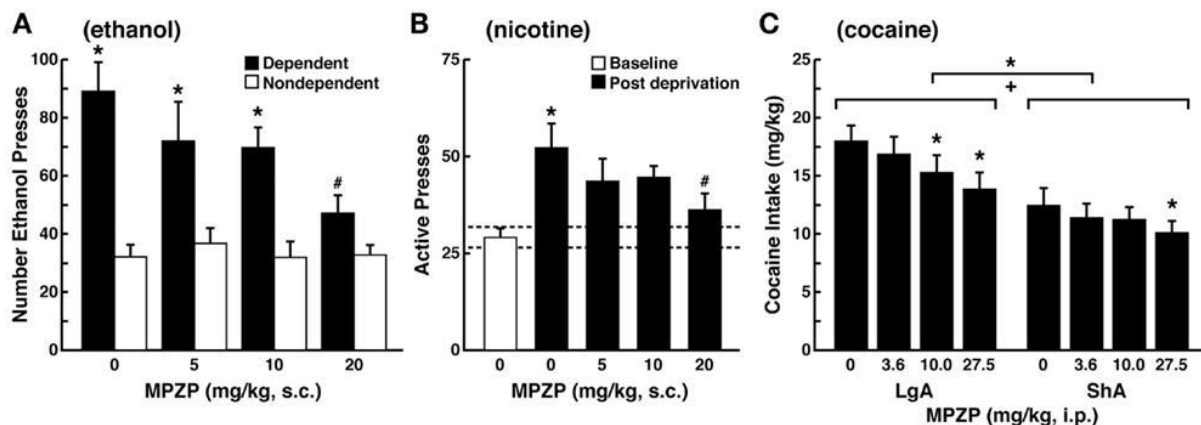 A (ethanol)
Number Ethanol Presses
100
80
60
40
20
0
Dependent
Nondependent
*
*
*
#
0 5 10 20
MPZP (mg/kg, s.c.)
B (nicotine)
Active Presses
75
50
25
0
Baseline
Post deprivation
*
#
0 0 5 10 20
MPZP (mg/kg, s.c.)
C (cocaine)
Cocaine Intake (mg/kg)
25
20
15
10
5
0
*
+
* * *
0 3.6 10.0 27.5 0 3.6 10.0 27.5
LgA ShA
MPZP (mg/kg, i.p.)